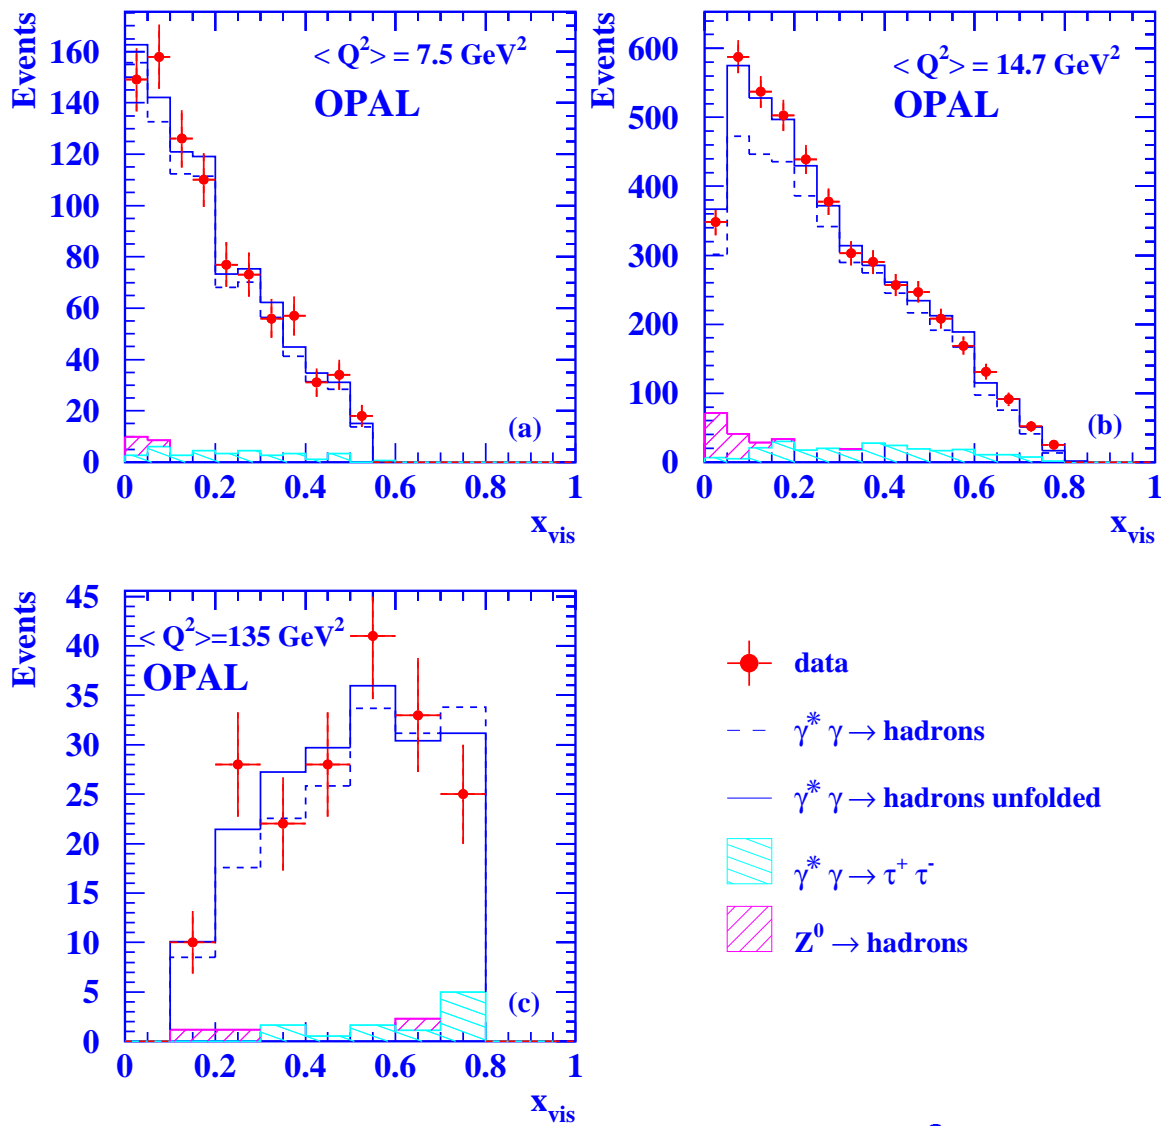 Events
160
140
120
100
80
60
40
20
0
< Q² > = 7.5 GeV²
OPAL
(a)
0 0.2 0.4 0.6 0.8 1
x_vis
Events
600
500
400
300
200
100
0
< Q² > = 14.7 GeV²
OPAL
(b)
0 0.2 0.4 0.6 0.8 1
x_vis
Events
45
40
35
30
25
20
15
10
5
0
< Q² >=135 GeV²
OPAL
(c)
0 0.2 0.4 0.6 0.8 1
x_vis
data
γ* γ → hadrons
γ* γ → hadrons unfolded
γ* γ → τ⁺ τ⁻
Z⁰ → hadrons